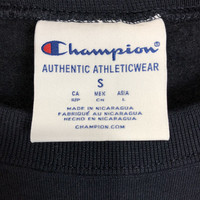 Champion
AUTHENTIC ATHLETICWEAR
S
CA MEX ASIA
P/P CH S
MADE IN NICARAGUA
FABRIQUÉ AU NICARAGUA
HECHO EN NICARAGUA
CHAMPION.COM